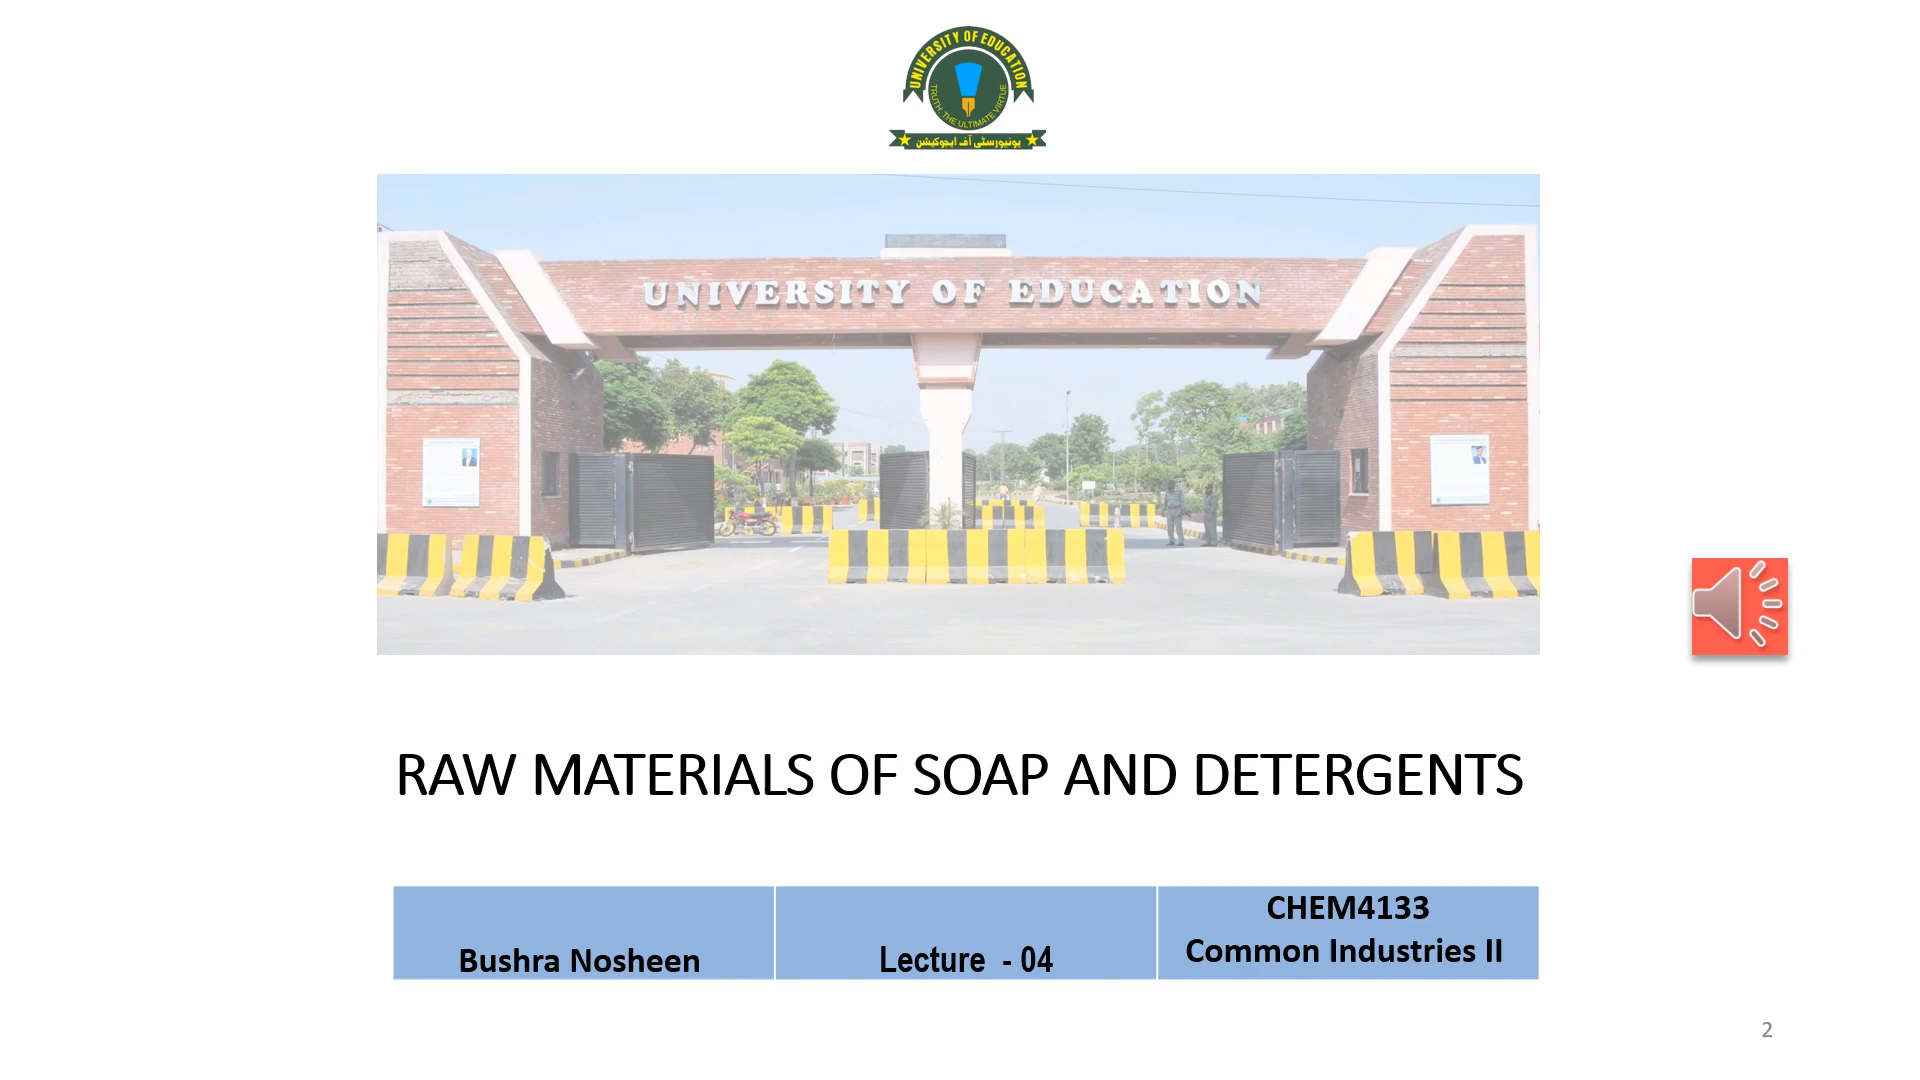 UNIVERSITY OF EDUCATION
TRUTH, THE ULTIMATE VIRTUE
یونیورسٹی آف ایجوکیشن
UNIVERSITY OF EDUCATION
RAW MATERIALS OF SOAP AND DETERGENTS
Bushra Nosheen
Lecture - 04
CHEM4133
Common Industries II
2